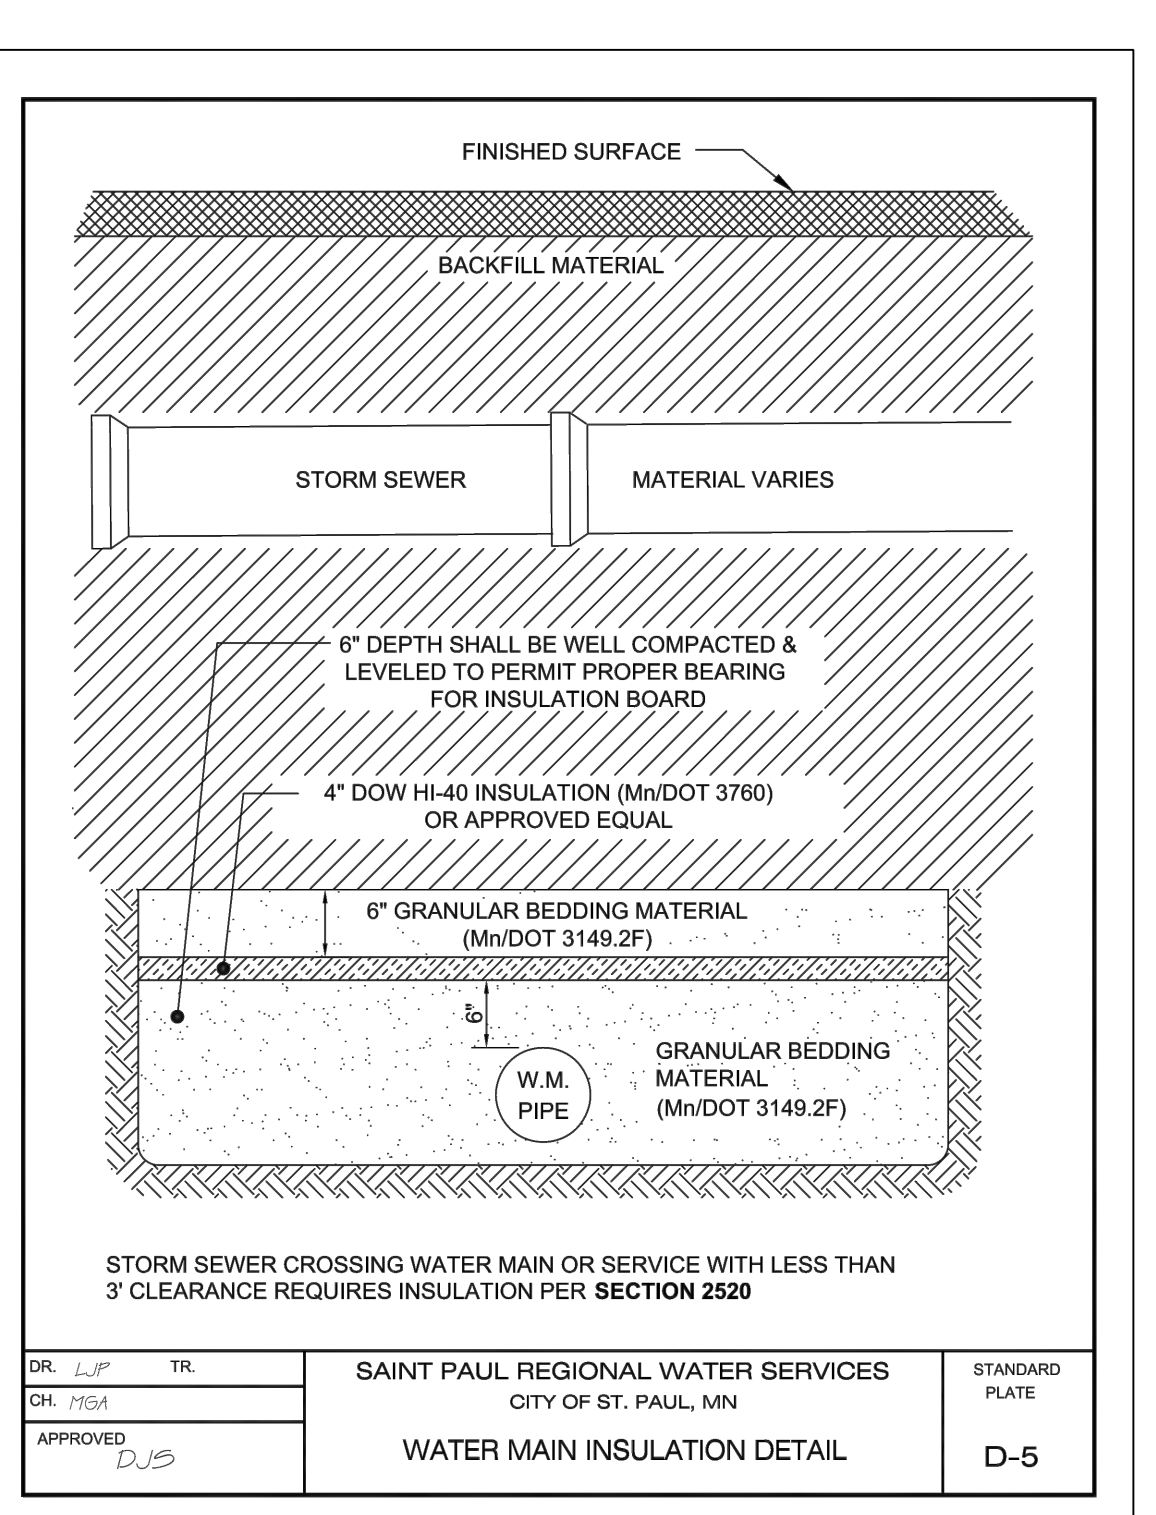 FINISHED SURFACE
BACKFILL MATERIAL
STORM SEWER
MATERIAL VARIES
6" DEPTH SHALL BE WELL COMPACTED &
LEVELED TO PERMIT PROPER BEARING
FOR INSULATION BOARD
4" DOW HI-40 INSULATION (Mn/DOT 3760)
OR APPROVED EQUAL
6" GRANULAR BEDDING MATERIAL
(Mn/DOT 3149.2F)
6"
W.M.
PIPE
GRANULAR BEDDING
MATERIAL
(Mn/DOT 3149.2F)
STORM SEWER CROSSING WATER MAIN OR SERVICE WITH LESS THAN
3' CLEARANCE REQUIRES INSULATION PER SECTION 2520
DR. LJP TR.
CH. MGA
APPROVED
DJS
SAINT PAUL REGIONAL WATER SERVICES
CITY OF ST. PAUL, MN
WATER MAIN INSULATION DETAIL
STANDARD
PLATE
D-5